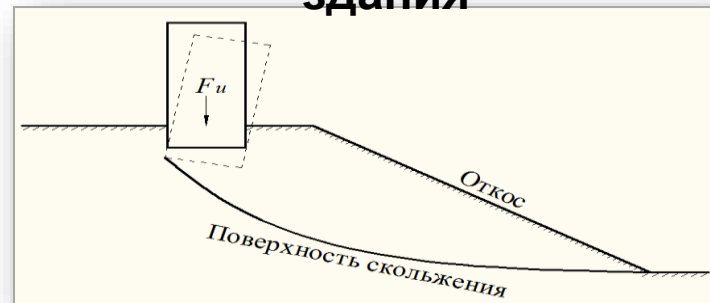 здания
Fu
Откос
Поверхность скольжения